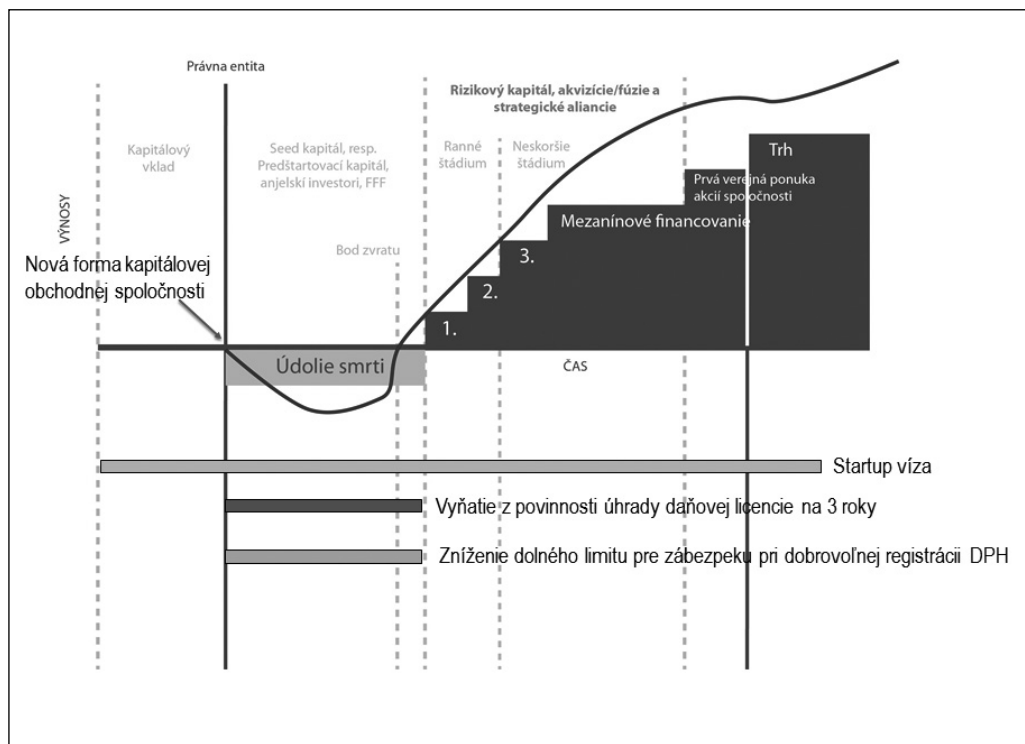 Právna entita
Rizikový kapitál, akvizície/fúzie a
strategické aliancie
Kapitálový
vklad
Seed kapitál, resp.
Predštartovací kapitál,
anjelskí investori, FFF
Ranné
štádium
Neskoršie
štádium
Trh
Prvá verejná ponuka
akcií spoločnosti
VÝNOSY
Mezanínové financovanie
Bod zvratu
Nová forma kapitálovej
obchodnej spoločnosti
3.
2.
1.
Údolie smrti
ČAS
Startup víza
Vyňatie z povinnosti úhrady daňovej licencie na 3 roky
Zníženie dolného limitu pre zábezpeku pri dobrovoľnej registrácii DPH